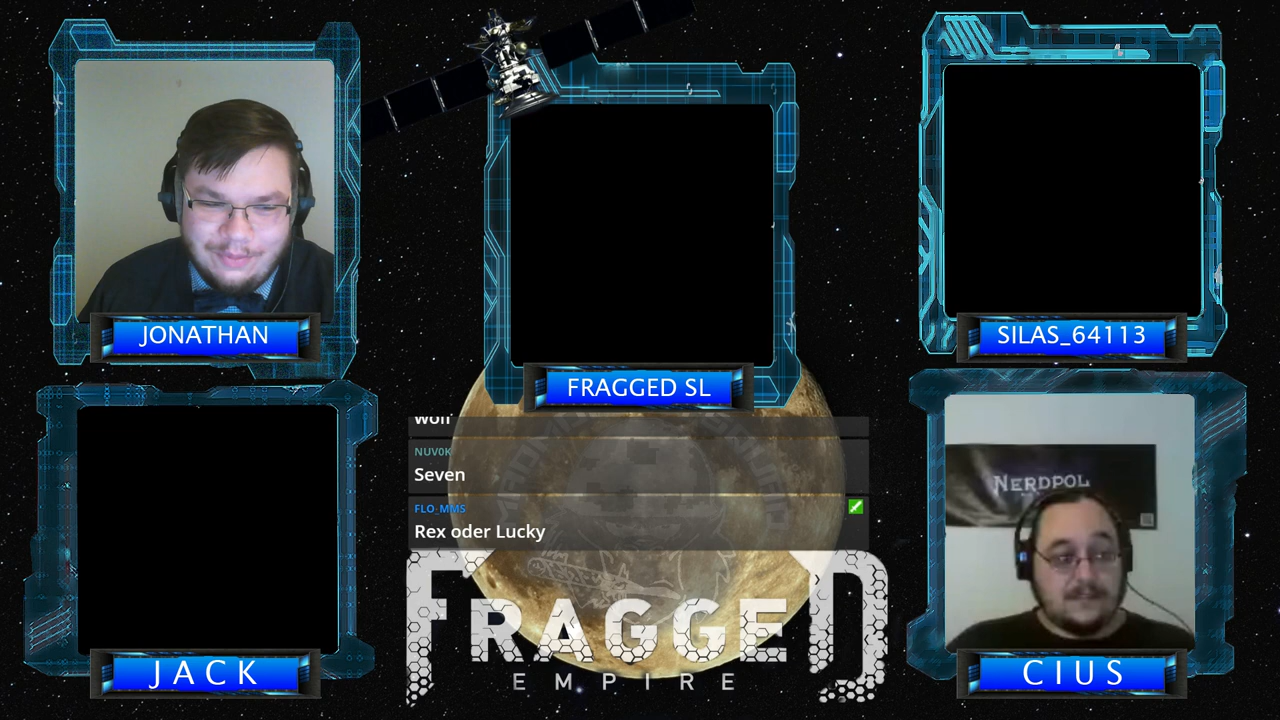 JONATHAN
FRAGGED SL
SILAS_64113
NERDPOL
NUV0K
Seven
FLO_MMS
Rex oder Lucky
FRAGGED
EMPIRE
JACK
CIUS